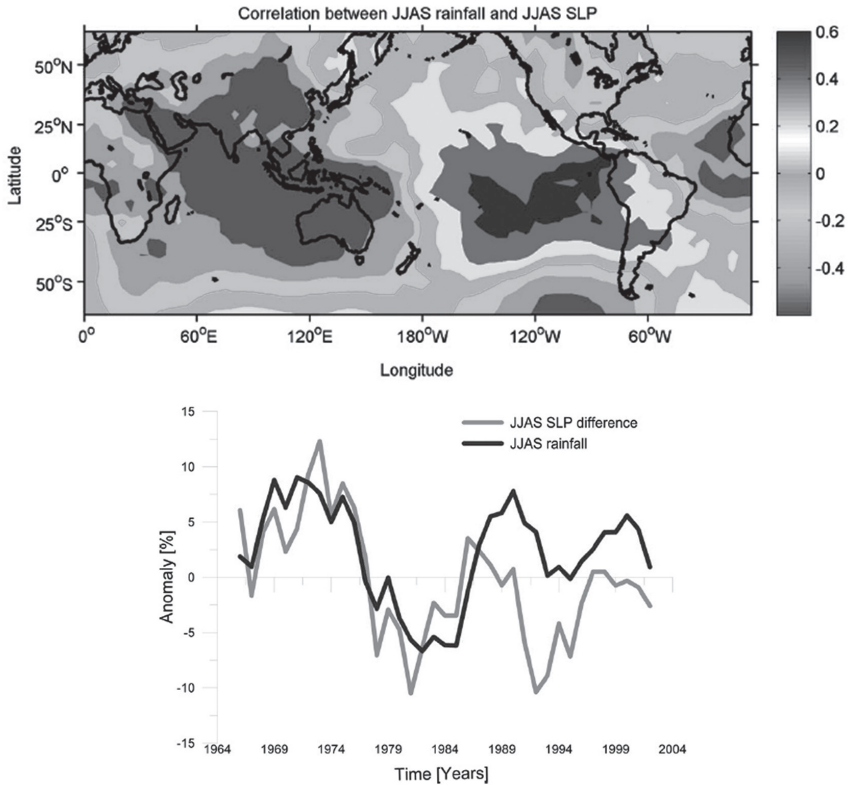 Correlation between JJAS rainfall and JJAS SLP
50°N
25°N
0°
25°S
50°S
Latitude
0°
60°E
120°E
180°W
120°W
60°W
Longitude
0.6
0.4
0.2
0
-0.2
-0.4
15
10
5
0
-5
-10
-15
Anomaly [%]
JJAS SLP difference
JJAS rainfall
1964 1969 1974 1979 1984 1989 1994 1999 2004
Time [Years]